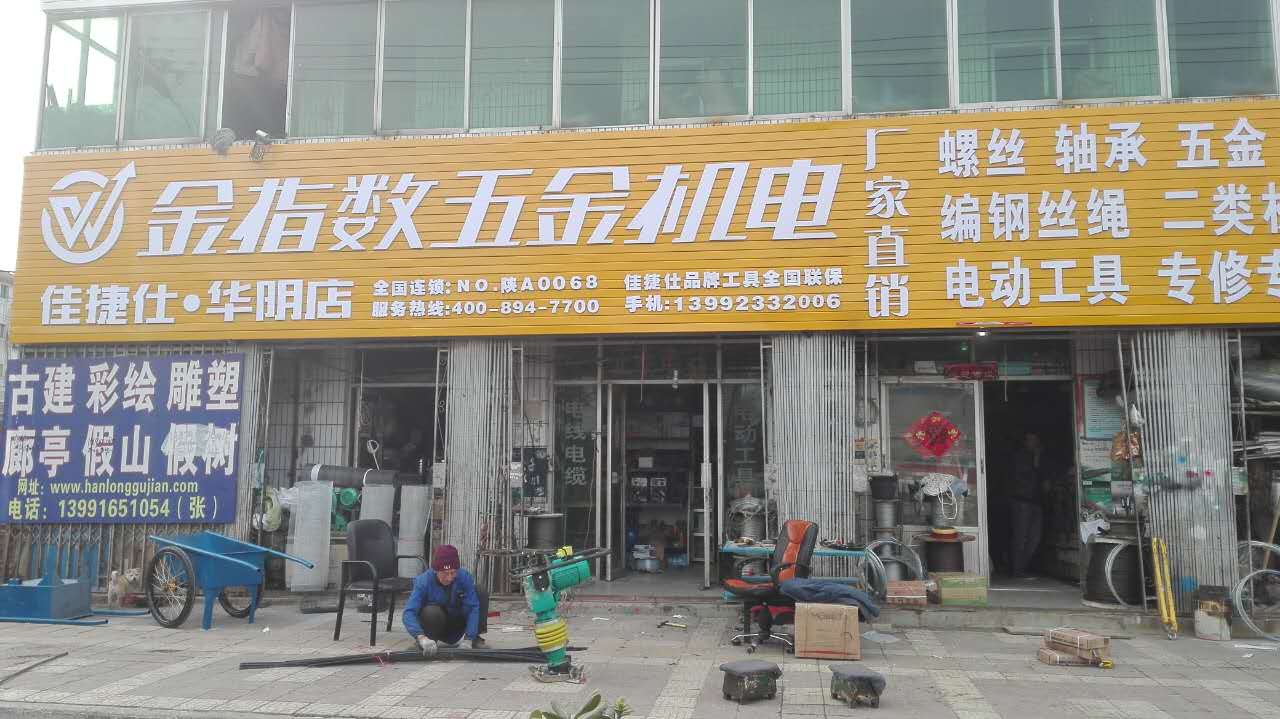 金指数五金机电
佳捷仕·华阴店
全国连锁:NO.陕A0068 佳捷仕品牌工具全国联保
服务热线:400-894-7700 手机:13992332006
厂家直销
螺丝 轴承 五金
编钢丝绳 二类
电动工具 专修
古建 彩绘 雕塑
廊亭 假山 假树
网址：www.hanlonggujian.com
电话：13991651054（张）
电线电缆
电动工具